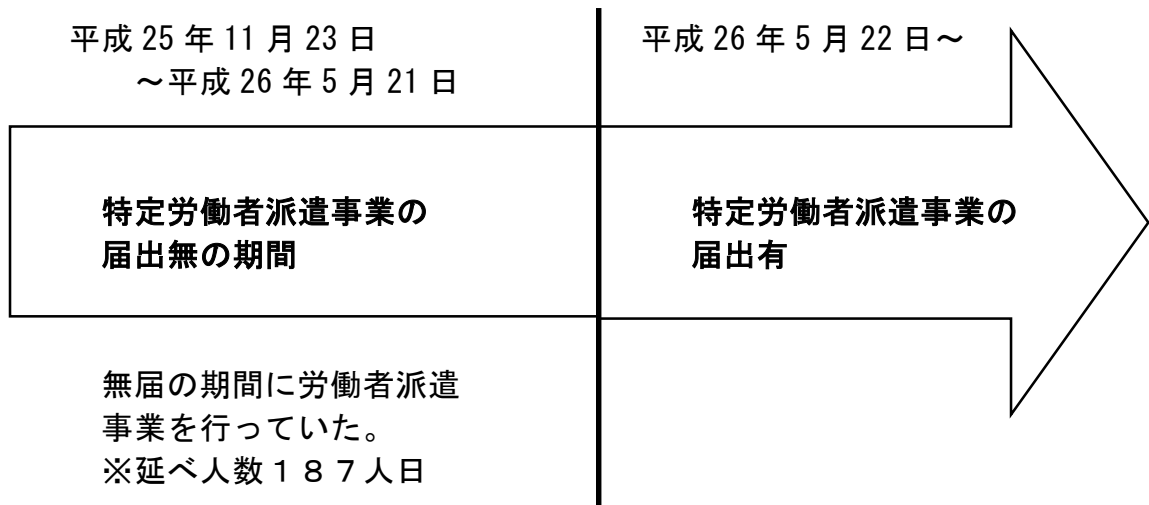 平成 25 年 11 月 23 日
～平成 26 年 5 月 21 日
特定労働者派遣事業の
届出無の期間
無届の期間に労働者派遣
事業を行っていた。
※延べ人数１８７人日
平成 26 年 5 月 22 日～
特定労働者派遣事業の
届出有